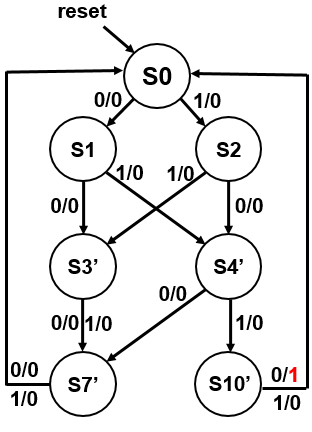 reset
S0
0/0 1/0
S1 S2
1/0 1/0
0/0 0/0
S3’ S4’
0/0
0/0 1/0 1/0
0/0 S7’ S10’ 0/1
1/0 1/0